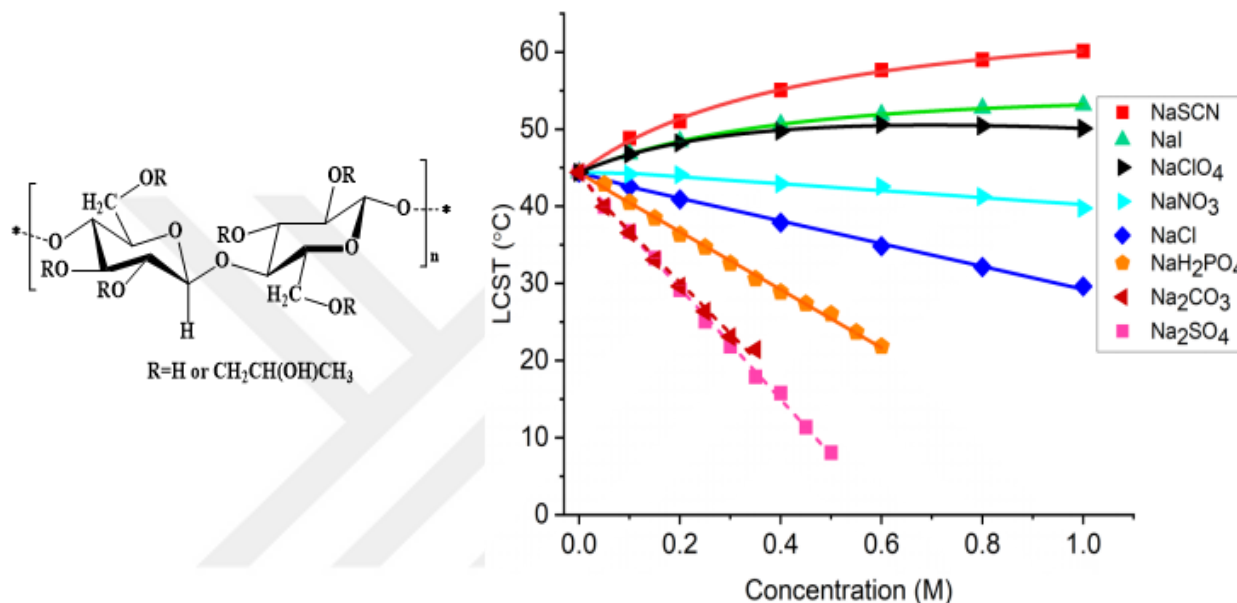 OR
H₂C
O
O
RO
RO
H
OR
RO
RO
O
O
O
H₂C
OR
*
*
n
R=H or CH₂CH(OH)CH₃
LCST (°C)
60
50
40
30
20
10
0
0.0 0.2 0.4 0.6 0.8 1.0
Concentration (M)
NaSCN
NaI
NaClO₄
NaNO₃
NaCl
NaH₂PO₄
Na₂CO₃
Na₂SO₄